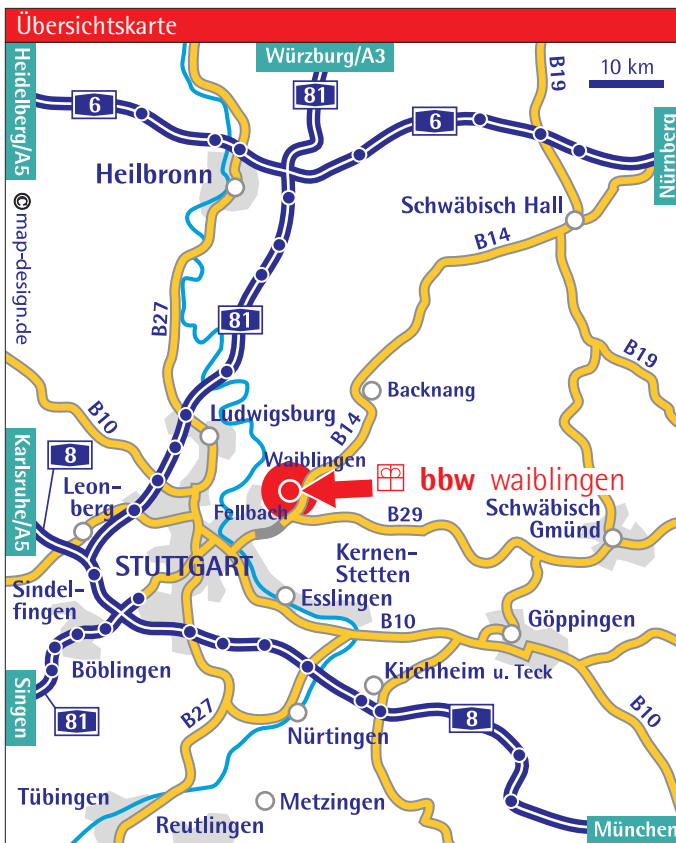 Übersichtskarte
Würzburg/A3
Heidelberg/A5
B19
10 km
81
6
6
Nürnberg
Heilbronn
Schwäbisch Hall
© map-design.de
B14
B27
81
B19
Backnang
B10
Ludwigsburg
B14
Karlsruhe/A5
8
Waiblingen
bbw waiblingen
Leon-
berg
Fellbach
B29
Schwäbisch
Gmünd
STUTTGART
Kernen-
Stetten
Sindel-
fingen
Esslingen
B10
Göppingen
Böblingen
Kirchheim u. Teck
Singen
81
B27
Nürtingen
8
B10
Tübingen
Metzingen
Reutlingen
München